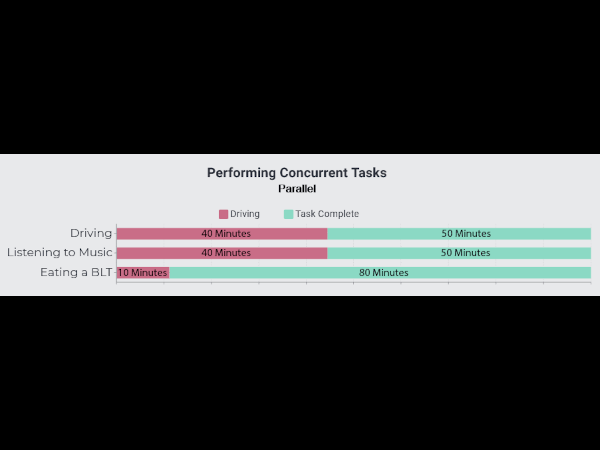 Performing Concurrent Tasks
Parallel
Driving Task Complete
Driving 40 Minutes 50 Minutes
Listening to Music 40 Minutes 50 Minutes
Eating a BLT 10 Minutes 80 Minutes